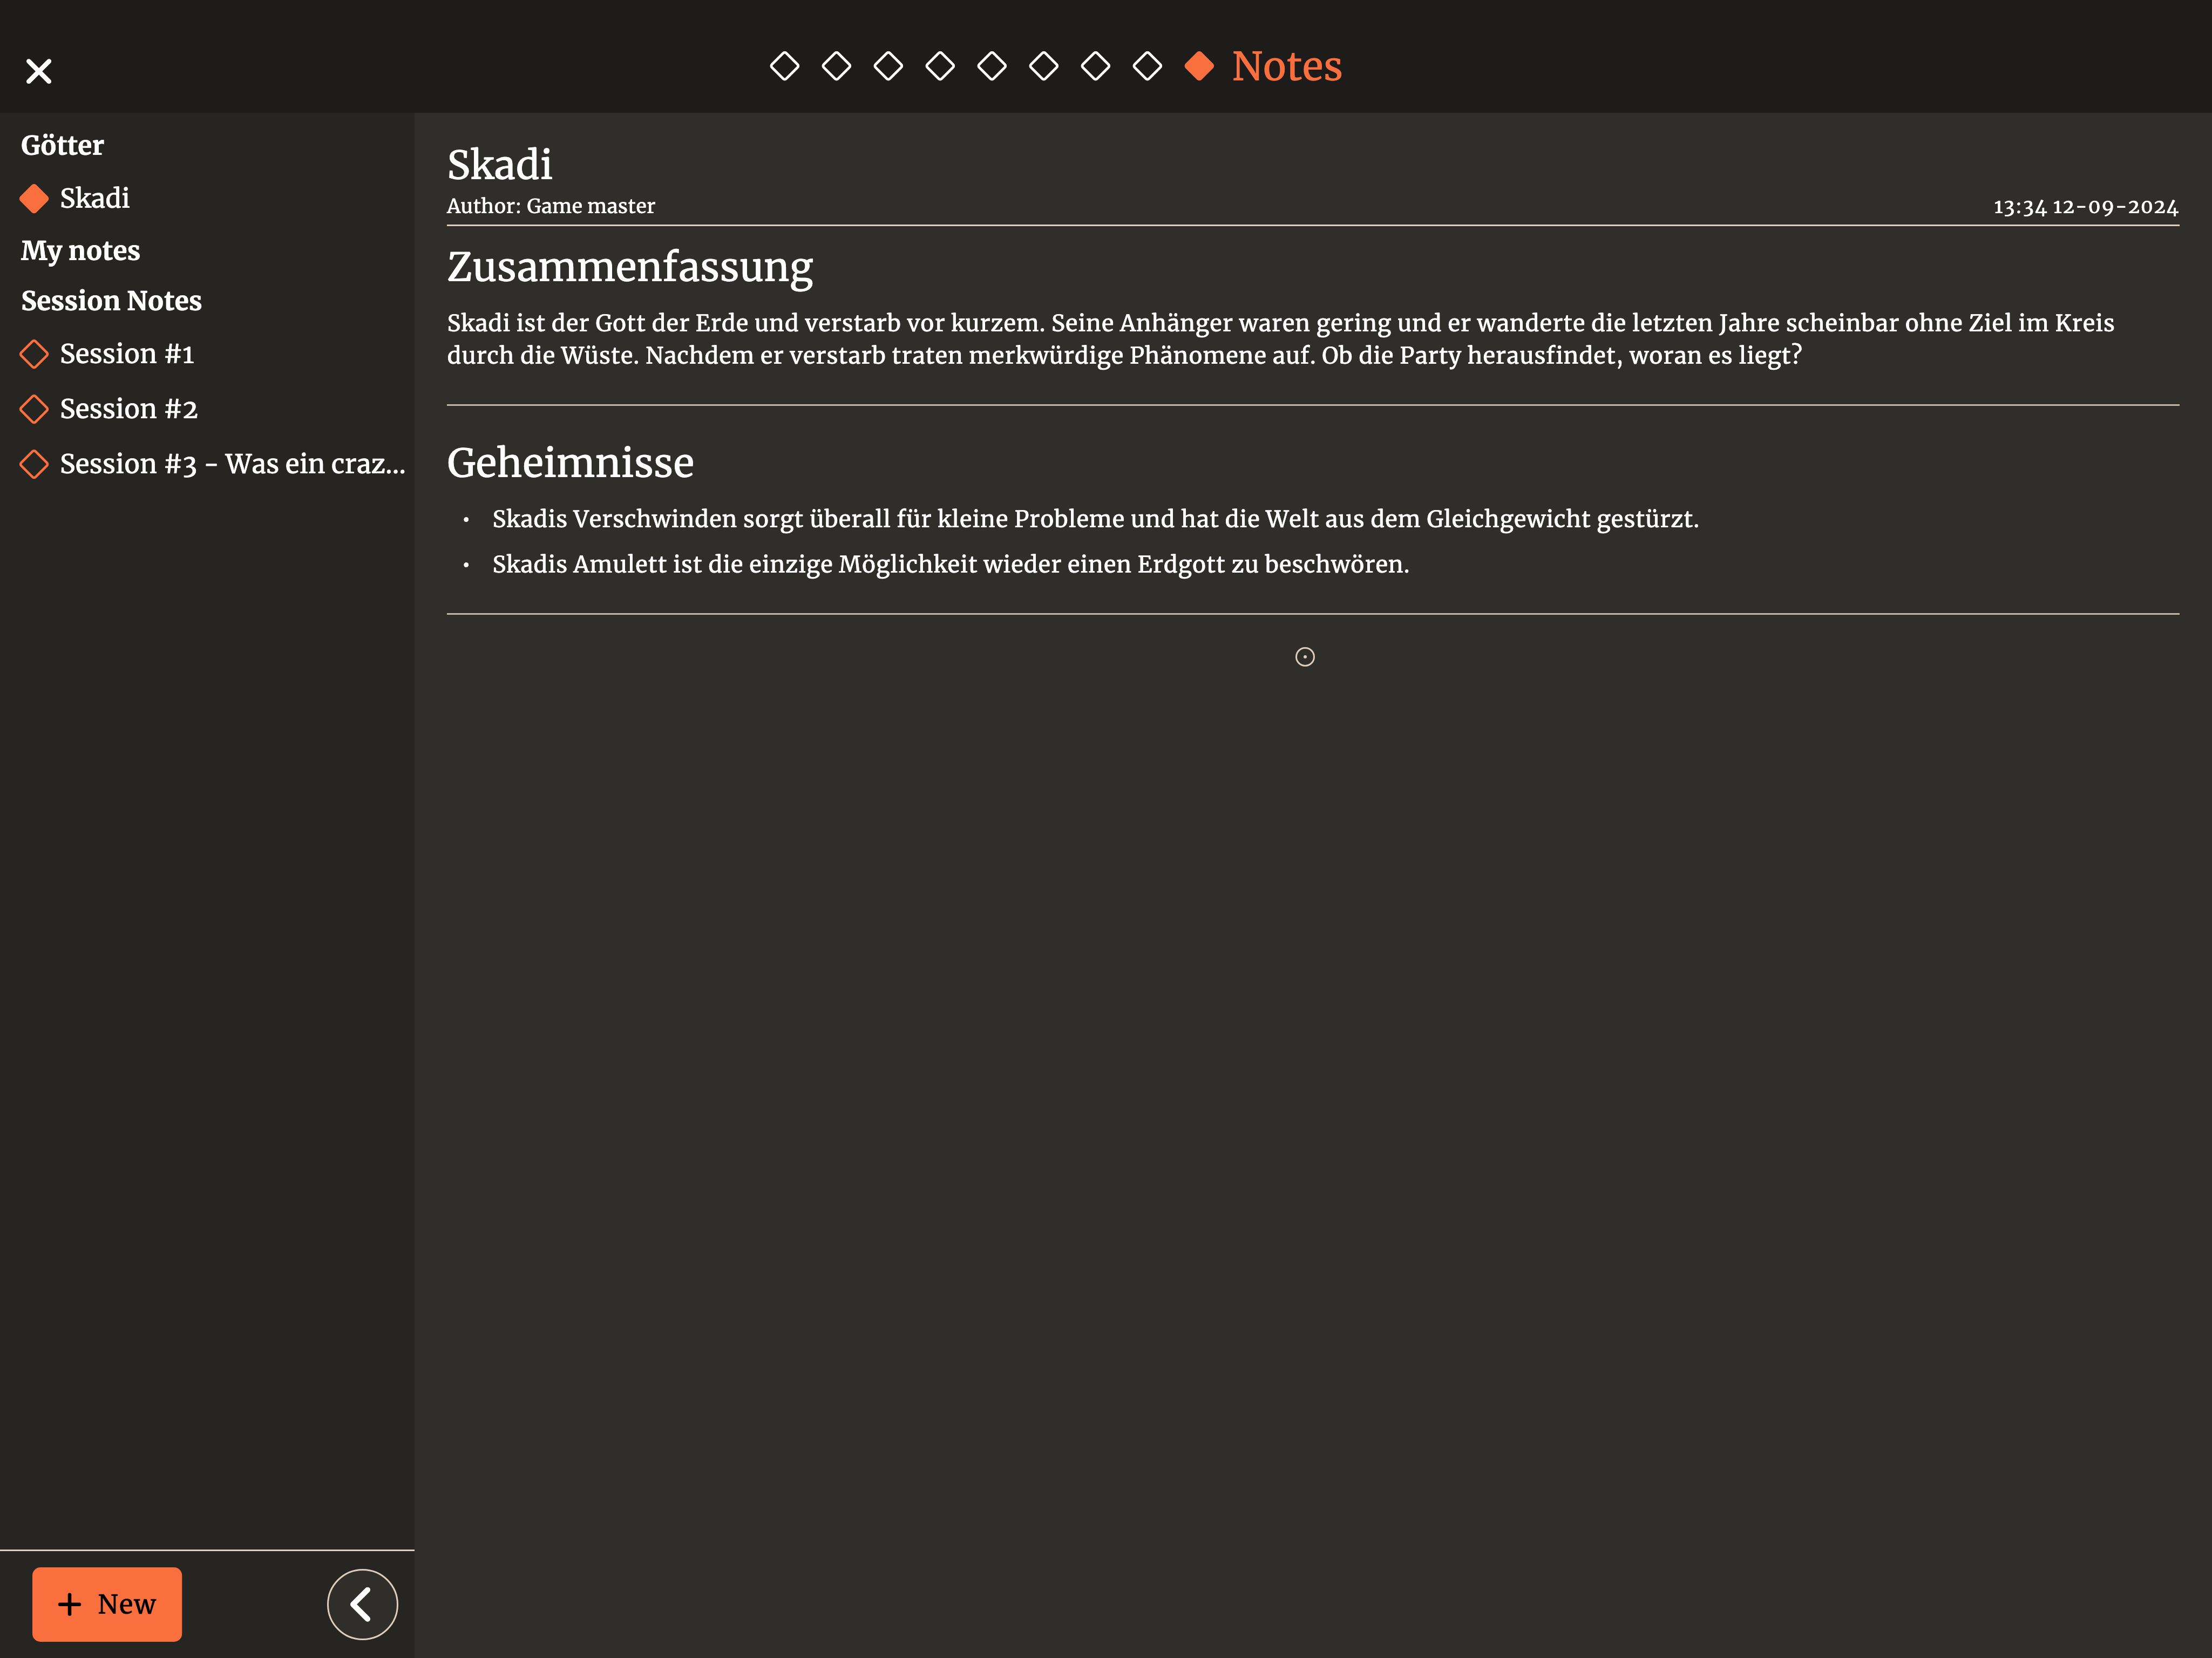 Notes
Götter
Skadi
My notes
Session Notes
Session #1
Session #2
Session #3 - Was ein craz...
+ New
Skadi
Author: Game master
13:34 12-09-2024
Zusammenfassung
Skadi ist der Gott der Erde und verstarb vor kurzem. Seine Anhänger waren gering und er wanderte die letzten Jahre scheinbar ohne Ziel im Kreis
durch die Wüste. Nachdem er verstarb traten merkwürdige Phänomene auf. Ob die Party herausfindet, woran es liegt?
Geheimnisse
• Skadis Verschwinden sorgt überall für kleine Probleme und hat die Welt aus dem Gleichgewicht gestürzt.
• Skadis Amulett ist die einzige Möglichkeit wieder einen Erdgott zu beschwören.